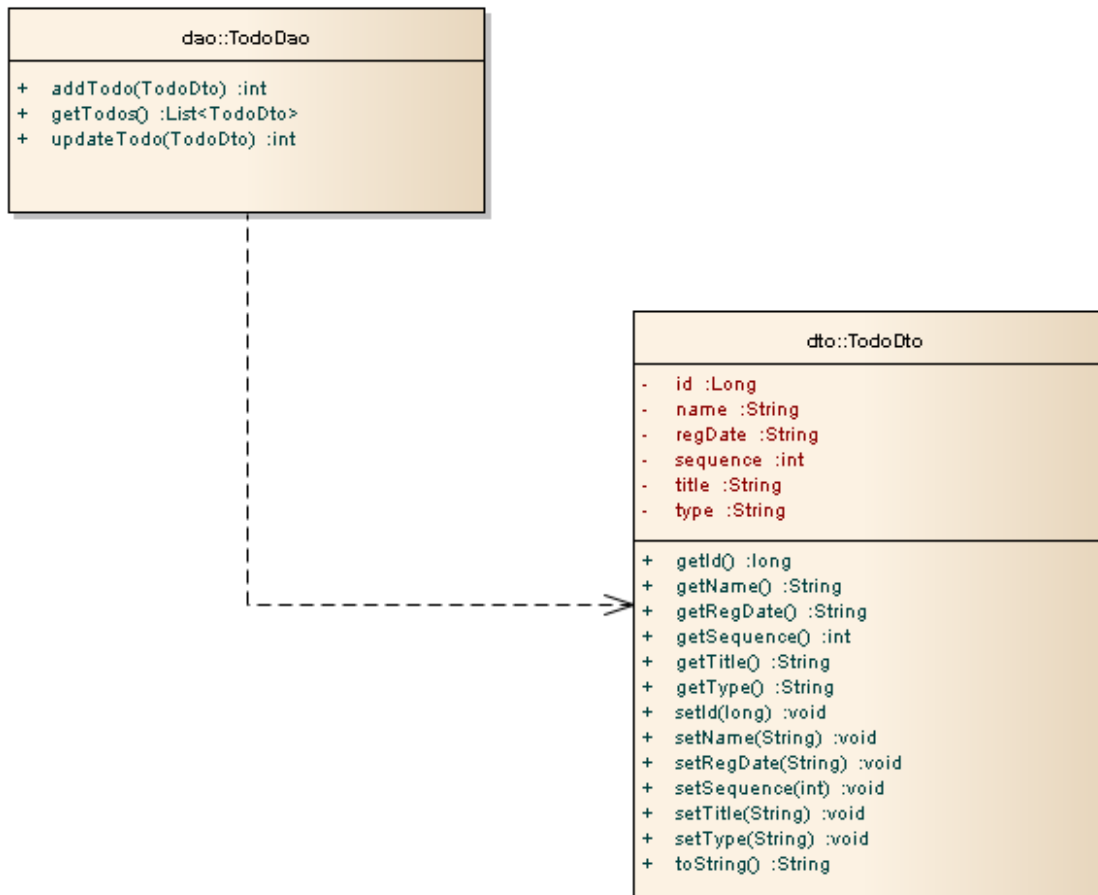 dao::TodoDao
+ addTodo(TodoDto) :int
+ getTodos() :List<TodoDto>
+ updateTodo(TodoDto) :int
dto::TodoDto
- id :Long
- name :String
- regDate :String
- sequence :int
- title :String
- type :String
+ getId() :long
+ getName() :String
+ getRegDate() :String
+ getSequence() :int
+ getTitle() :String
+ getType() :String
+ setId(long) :void
+ setName(String) :void
+ setRegDate(String) :void
+ setSequence(int) :void
+ setTitle(String) :void
+ setType(String) :void
+ toString() :String